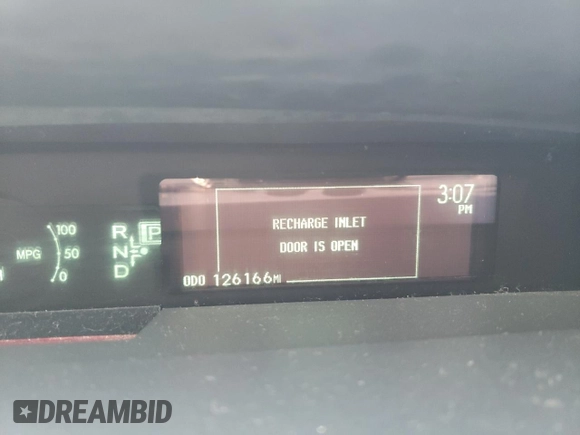 3:07
PM
RECHARGE INLET
DOOR IS OPEN
100
MPG
50
0
R
P
N
D
ODO 126166MI
DREAMBID